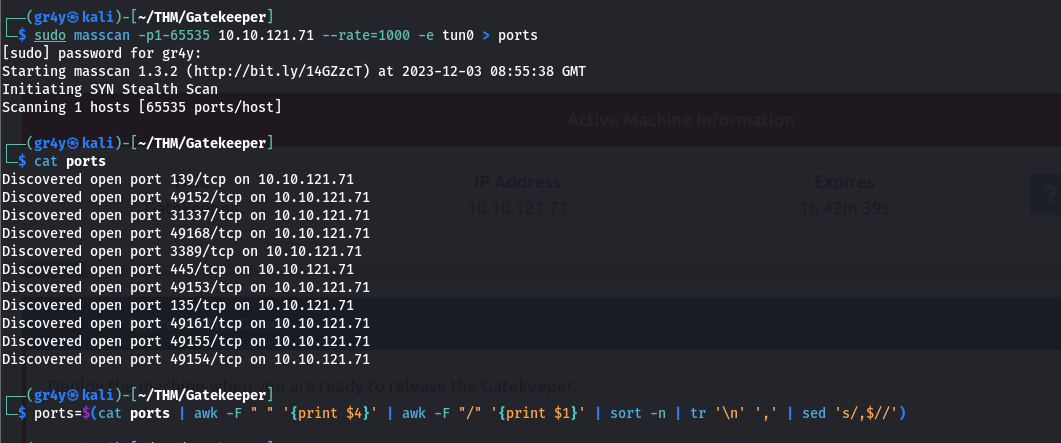 ┌──(gr4y㉿kali)-[~/THM/Gatekeeper]
└─$ sudo masscan -p1-65535 10.10.121.71 --rate=1000 -e tun0 > ports
[sudo] password for gr4y:
Starting masscan 1.3.2 (http://bit.ly/14GZzcT) at 2023-12-03 08:55:38 GMT
Initiating SYN Stealth Scan
Scanning 1 hosts [65535 ports/host]
Active Machine Information
┌──(gr4y㉿kali)-[~/THM/Gatekeeper]
└─$ cat ports
Discovered open port 139/tcp on 10.10.121.71
IP Address Expires
Discovered open port 49152/tcp on 10.10.121.71
10.10.121.71 1h 42m 39s
Discovered open port 31337/tcp on 10.10.121.71
Discovered open port 49168/tcp on 10.10.121.71
Discovered open port 3389/tcp on 10.10.121.71
Discovered open port 445/tcp on 10.10.121.71
Discovered open port 49153/tcp on 10.10.121.71
Discovered open port 135/tcp on 10.10.121.71
Discovered open port 49161/tcp on 10.10.121.71
Discovered open port 49155/tcp on 10.10.121.71
Discovered open port 49154/tcp on 10.10.121.71
Deploy the machine when you are ready to release the Gatekeeper.
┌──(gr4y㉿kali)-[~/THM/Gatekeeper]
└─$ ports=$(cat ports | awk -F " " '{print $4}' | awk -F "/" '{print $1}' | sort -n | tr '\n' ',' | sed 's/,$//')